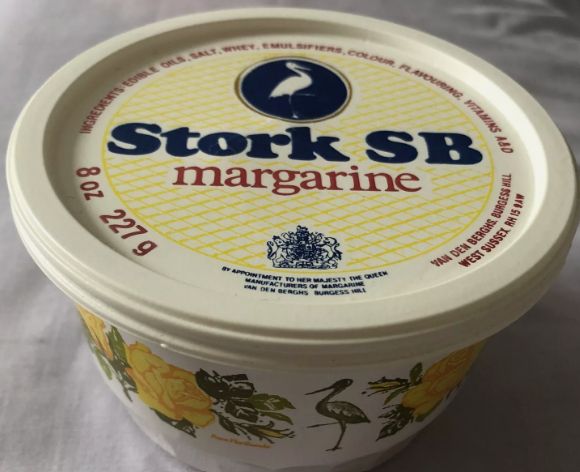 INGREDIENTS: EDIBLE OILS, SALT, WHEY, EMULSIFIERS, COLOUR, FLAVOURING, VITAMINS A&D
Stork SB
margarine
8 oz 227 g
VAN DEN BERGHS, BURGESS HILL
WEST SUSSEX, RH 15 9AW
BY APPOINTMENT TO HER MAJESTY THE QUEEN
MANUFACTURERS OF MARGARINE
VAN DEN BERGHS BURGESS HILL